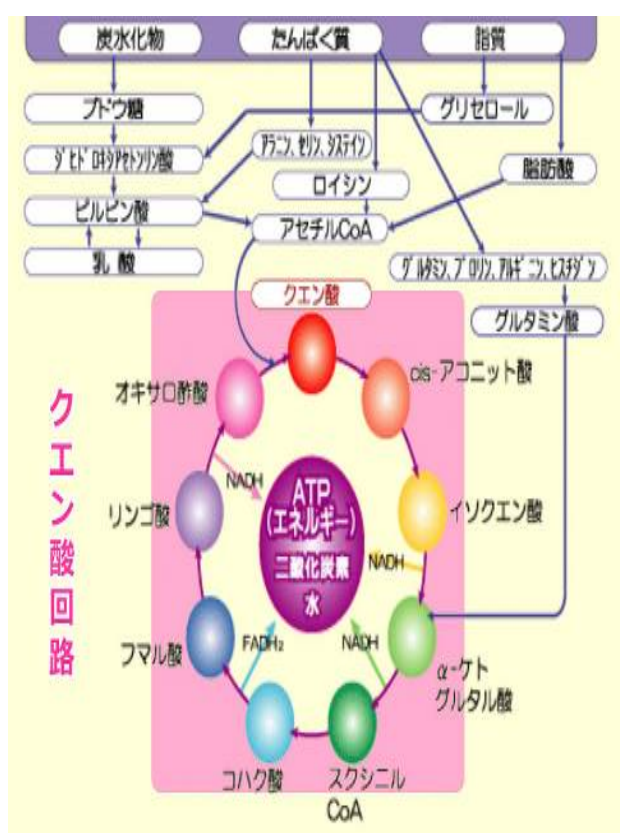 炭水化物
たんぱく質
脂質
ブドウ糖
グリセロール
ジヒドロキシアセトンリン酸
アラニン、セリン、システイン
脂肪酸
ロイシン
ピルビン酸
アセチルCoA
乳酸
グルタミン、プロリン、アルギニン、ヒスチジン
クエン酸
グルタミン酸
cis-アコニット酸
オキサロ酢酸
クエン酸回路
NADH
ATP
(エネルギー)
二酸化炭素
水
リンゴ酸
イソクエン酸
NADH
FADH₂
NADH
フマル酸
α-ケト
グルタル酸
コハク酸
スクシニル
CoA